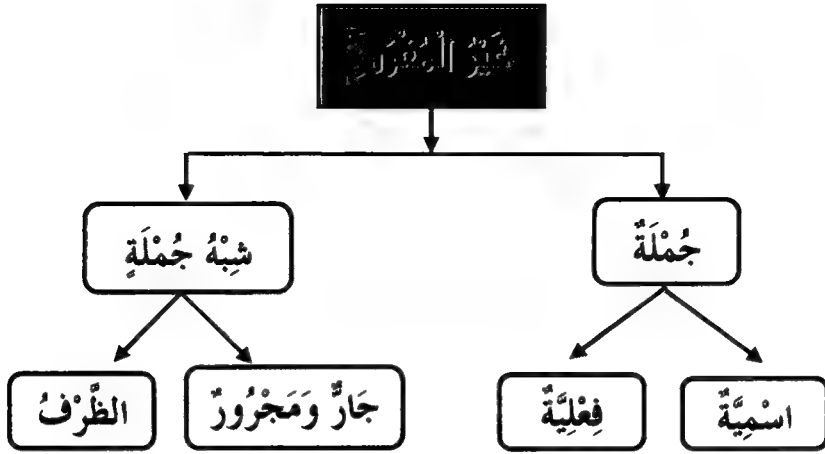 غَيْرُ الْمُفْرَدِ
جُمْلَةٌ
شِبْهُ جُمْلَةٍ
اسْمِيَّةٌ
فِعْلِيَّةٌ
جَارٌّ وَمَجْرُورٌ
الظَّرْفُ